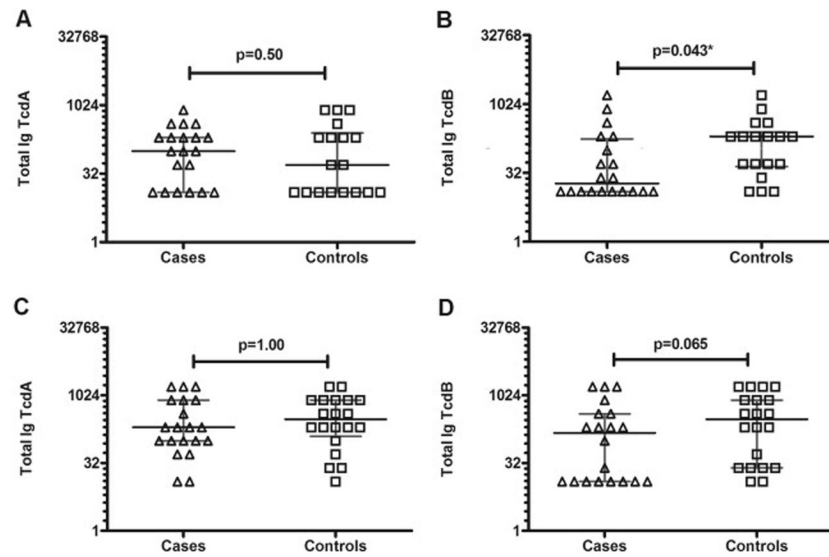 A
32768
1024
32
1
Total Ig TcdA
p=0.50
Cases
Controls
B
32768
1024
32
1
Total Ig TcdB
p=0.043*
Cases
Controls
C
32768
1024
32
1
Total Ig TcdA
p=1.00
Cases
Controls
D
32768
1024
32
1
Total Ig TcdB
p=0.065
Cases
Controls